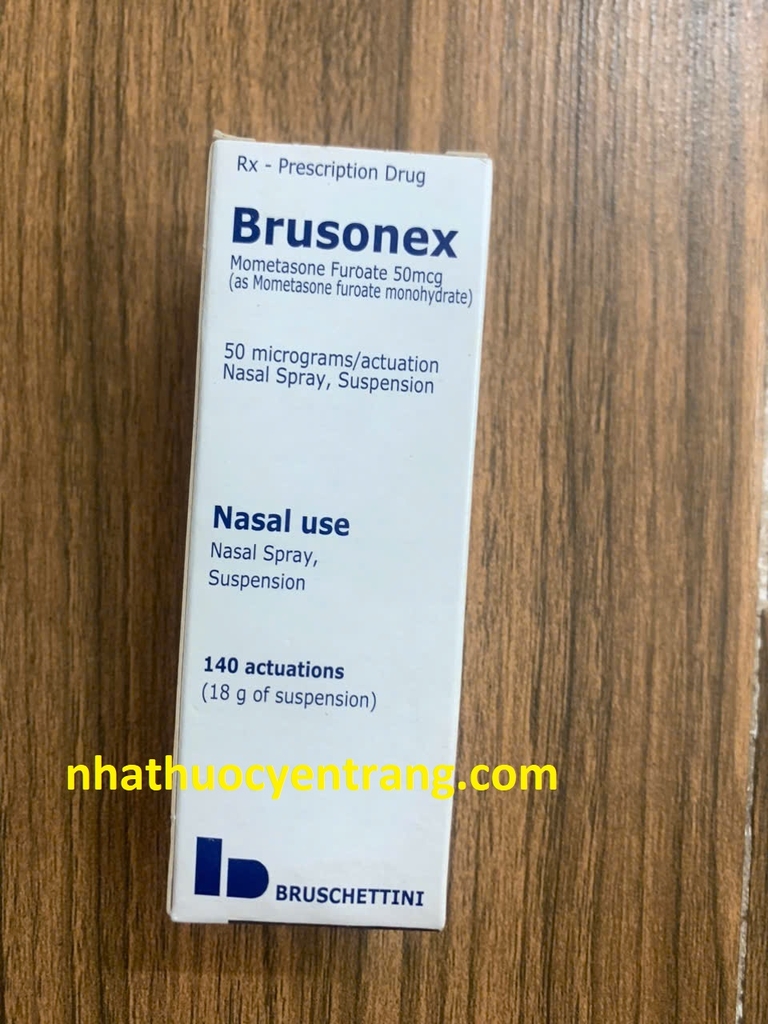 Rx - Prescription Drug
Brusonex
Mometasone Furoate 50mcg
(as Mometasone furoate monohydrate)
50 micrograms/actuation
Nasal Spray, Suspension
Nasal use
Nasal Spray,
Suspension
140 actuations
(18 g of suspension)
nhathuocyentrang.com
BRUSCHETTINI